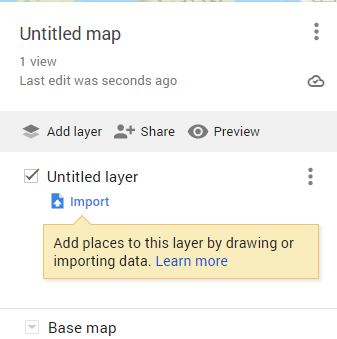 Untitled map
1 view
Last edit was seconds ago
Add layer Share Preview
Untitled layer
Import
Add places to this layer by drawing or
importing data. Learn more
Base map